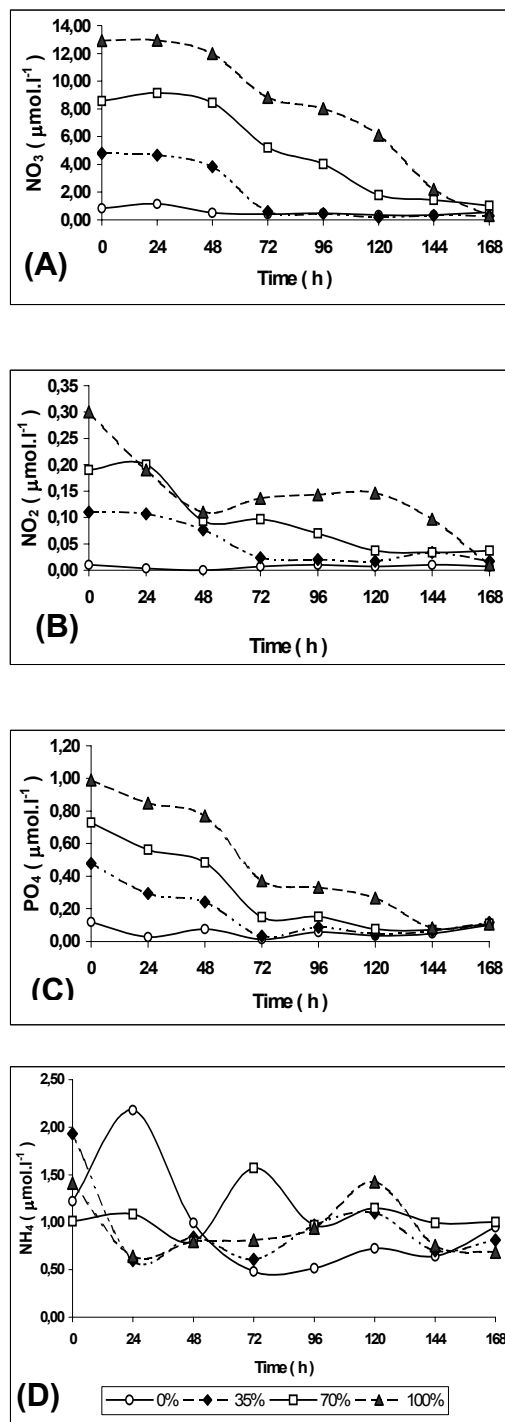 NO3 ( µmol.l-1)
14,00
12,00
10,00
8,00
6,00
4,00
2,00
0,00
0 24 48 72 96 120 144 168
Time ( h )
(A)
NO2 ( µmol.l-1)
0,35
0,30
0,25
0,20
0,15
0,10
0,05
0,00
0 24 48 72 96 120 144 168
Time ( h )
(B)
PO4 ( µmol.l-1)
1,20
1,00
0,80
0,60
0,40
0,20
0,00
0 24 48 72 96 120 144 168
Time ( h )
(C)
NH4 ( µmol.l-1)
2,50
2,00
1,50
1,00
0,50
0,00
0 24 48 72 96 120 144 168
Time ( h )
(D)
0% 35% 70% 100%